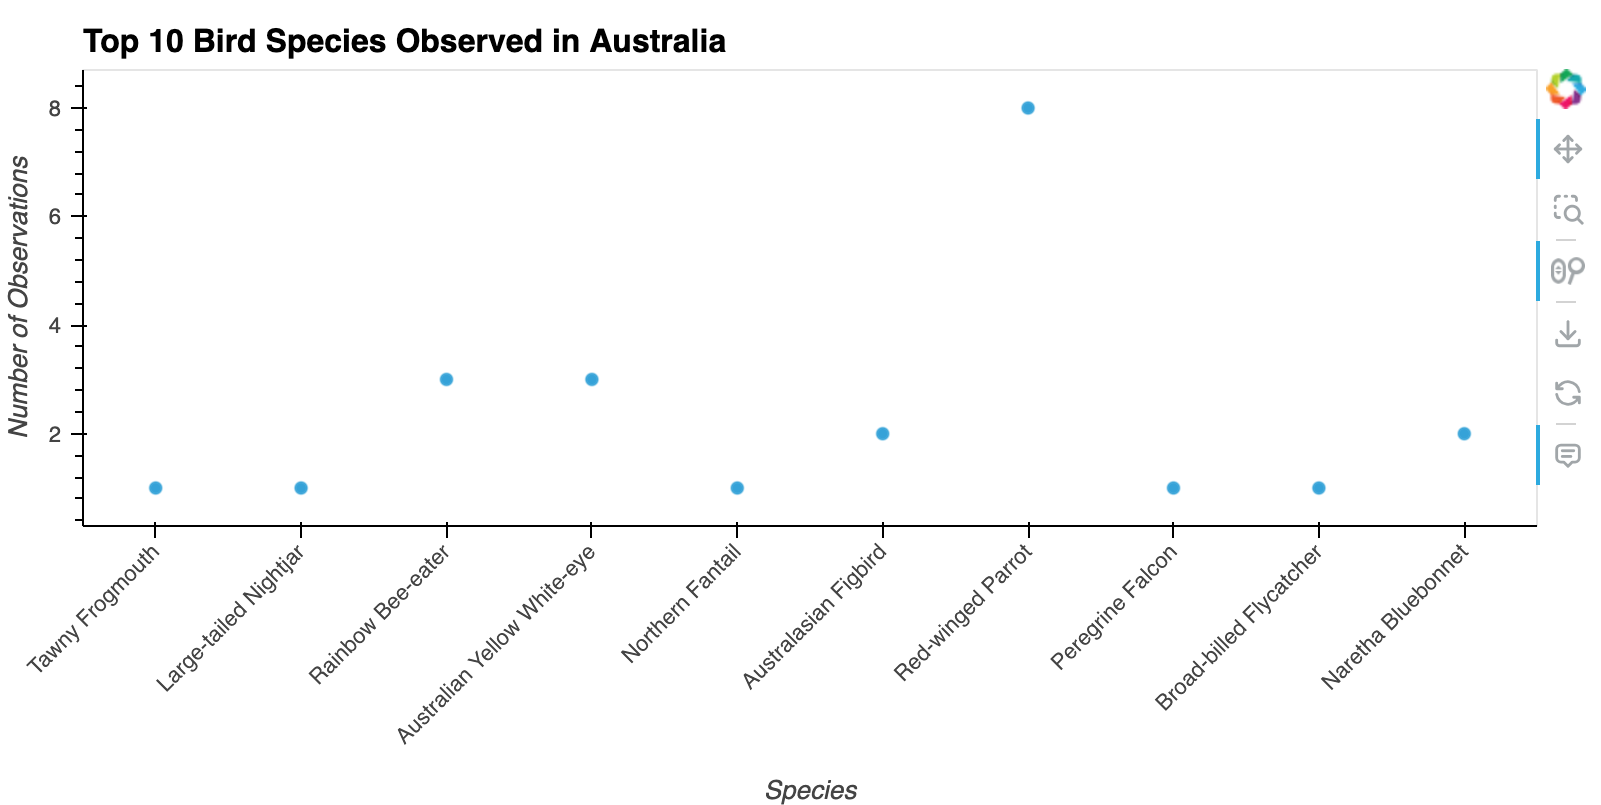 Top 10 Bird Species Observed in Australia
Number of Observations
8
6
4
2
Tawny Frogmouth
Large-tailed Nightjar
Rainbow Bee-eater
Australian Yellow White-eye
Northern Fantail
Australasian Figbird
Red-winged Parrot
Peregrine Falcon
Broad-billed Flycatcher
Naretha Bluebonnet
Species